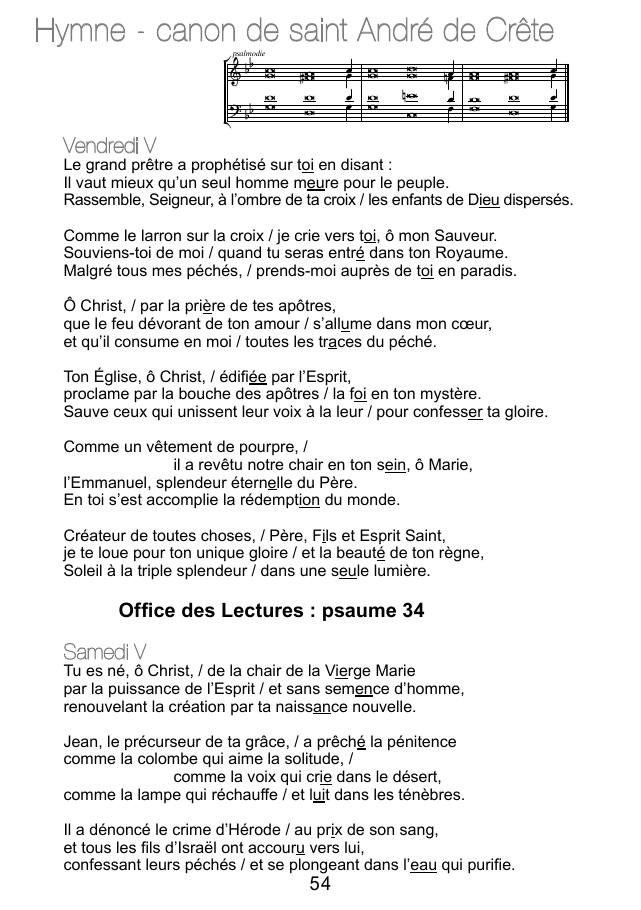 Hymne - canon de saint André de Crête
psalmodie
Vendredi V
Le grand prêtre a prophétisé sur toi en disant :
Il vaut mieux qu’un seul homme meure pour le peuple.
Rassemble, Seigneur, à l’ombre de ta croix / les enfants de Dieu dispersés.
Comme le larron sur la croix / je crie vers toi, ô mon Sauveur.
Souviens-toi de moi / quand tu seras entré dans ton Royaume.
Malgré tous mes péchés, / prends-moi auprès de toi en paradis.
Ô Christ, / par la prière de tes apôtres,
que le feu dévorant de ton amour / s’allume dans mon cœur,
et qu’il consume en moi / toutes les traces du péché.
Ton Église, ô Christ, / édifiée par l’Esprit,
proclame par la bouche des apôtres / la foi en ton mystère.
Sauve ceux qui unissent leur voix à la leur / pour confesser ta gloire.
Comme un vêtement de pourpre, /
il a revêtu notre chair en ton sein, ô Marie,
l’Emmanuel, splendeur éternelle du Père.
En toi s’est accomplie la rédemption du monde.
Créateur de toutes choses, / Père, Fils et Esprit Saint,
je te loue pour ton unique gloire / et la beauté de ton règne,
Soleil à la triple splendeur / dans une seule lumière.
Office des Lectures : psaume 34
Samedi V
Tu es né, ô Christ, / de la chair de la Vierge Marie
par la puissance de l’Esprit / et sans semence d’homme,
renouvelant la création par ta naissance nouvelle.
Jean, le précurseur de ta grâce, / a prêché la pénitence
comme la colombe qui aime la solitude, /
comme la voix qui crie dans le désert,
comme la lampe qui réchauffe / et luit dans les ténèbres.
Il a dénoncé le crime d’Hérode / au prix de son sang,
et tous les fils d’Israël ont accouru vers lui,
confessant leurs péchés / et se plongeant dans l’eau qui purifie.
54